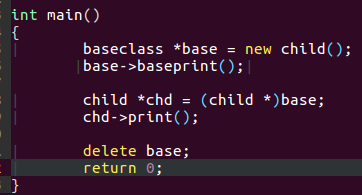 int main()
{
baseclass *base = new child();
base->baseprint();
child *chd = (child *)base;
chd->print();
delete base;
return 0;
}